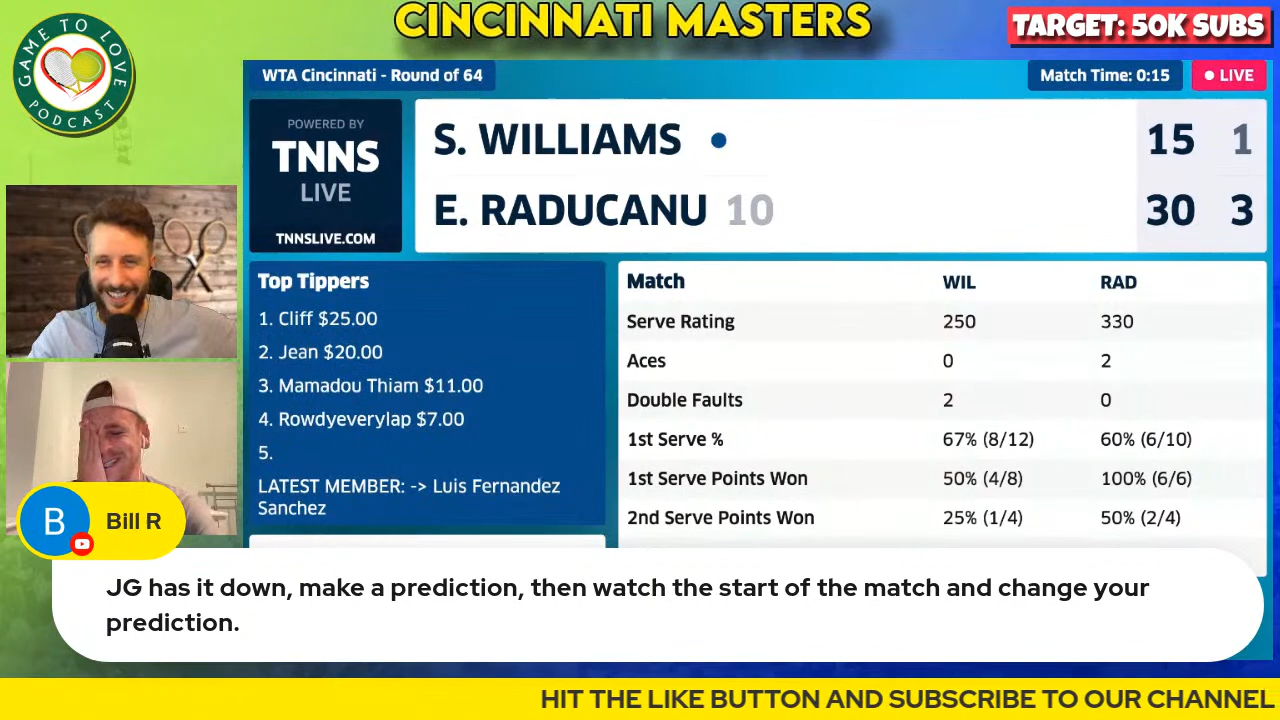 GAME TO LOVE
PODCAST
CINCINNATI MASTERS
TARGET: 50K SUBS
WTA Cincinnati - Round of 64
Match Time: 0:15
LIVE
POWERED BY
TNNS
LIVE
TNNSLIVE.COM
S. WILLIAMS 15 1
E. RADUCANU 10 30 3
Top Tippers
1. Cliff $25.00
2. Jean $20.00
3. Mamadou Thiam $11.00
4. Rowdyeverylap $7.00
5.
LATEST MEMBER: -> Luis Fernandez
Sanchez
Match WIL RAD
Serve Rating 250 330
Aces 0 2
Double Faults 2 0
1st Serve % 67% (8/12) 60% (6/10)
1st Serve Points Won 50% (4/8) 100% (6/6)
2nd Serve Points Won 25% (1/4) 50% (2/4)
B Bill R
JG has it down, make a prediction, then watch the start of the match and change your
prediction.
HIT THE LIKE BUTTON AND SUBSCRIBE TO OUR CHANNEL